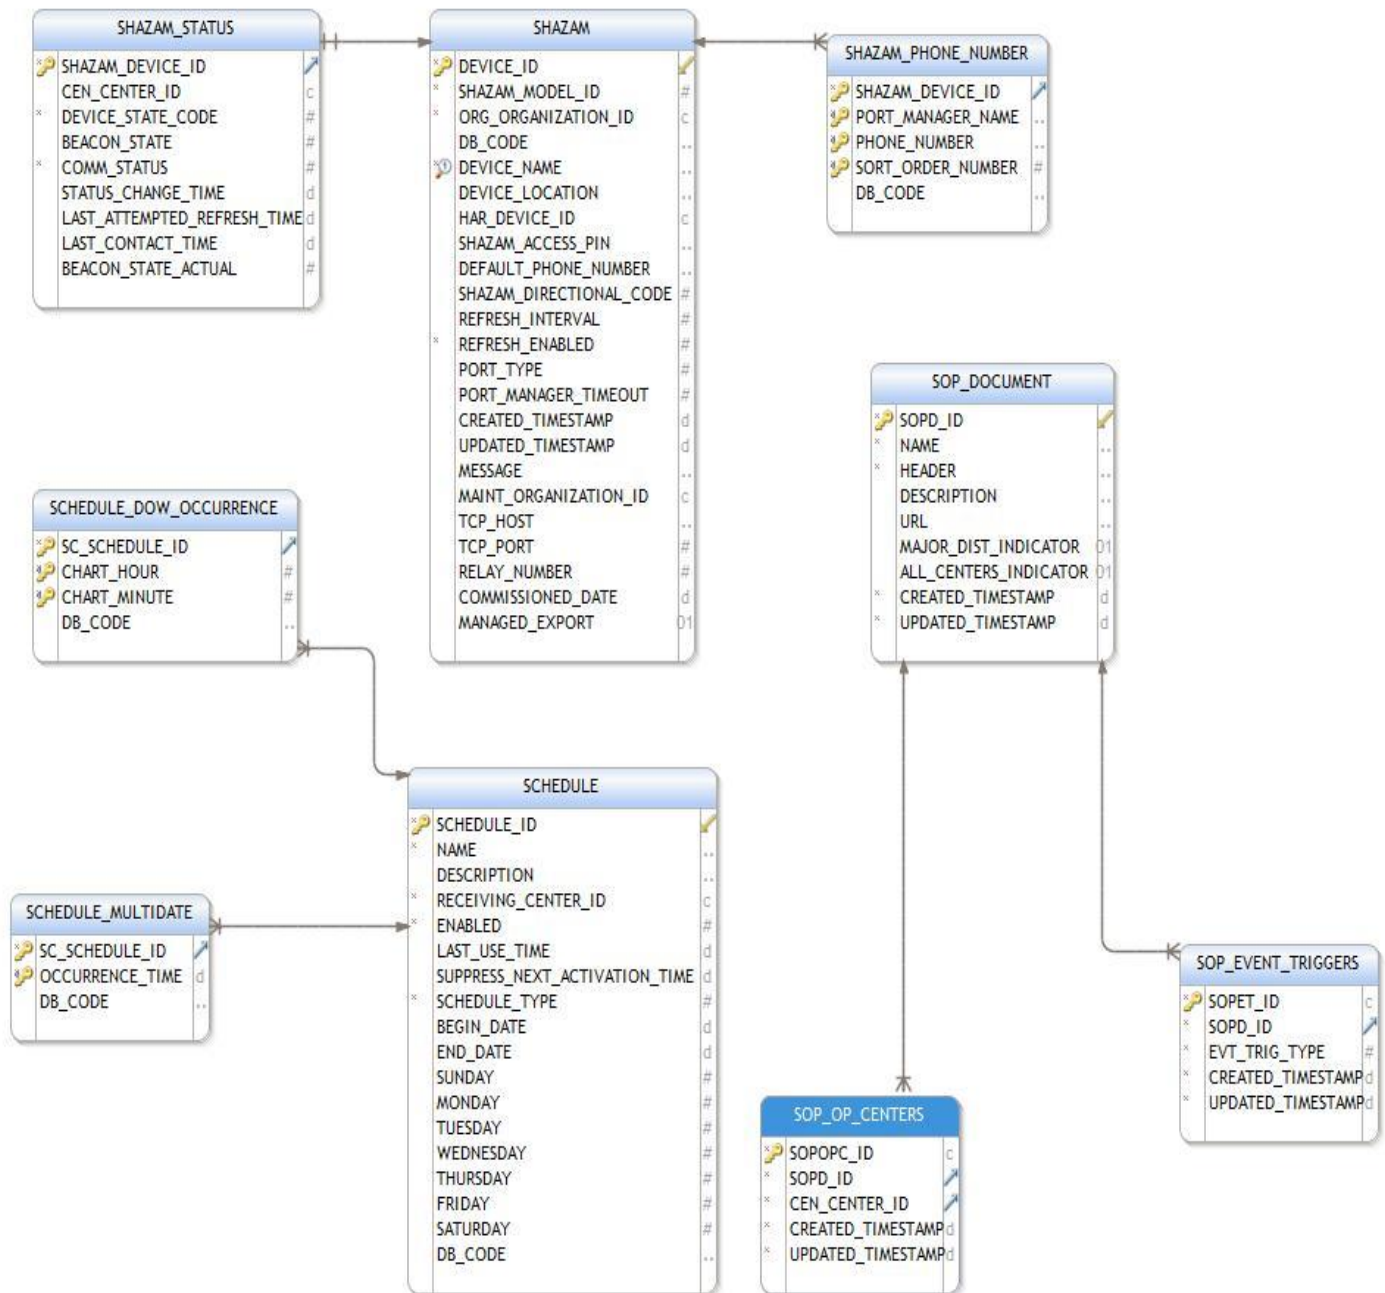 SHAZAM_STATUS
SHAZAM_DEVICE_ID
CEN_CENTER_ID c
DEVICE_STATE_CODE #
BEACON_STATE #
COMM_STATUS #
STATUS_CHANGE_TIME d
LAST_ATTEMPTED_REFRESH_TIME d
LAST_CONTACT_TIME d
BEACON_STATE_ACTUAL #
SHAZAM
DEVICE_ID
SHAZAM_MODEL_ID #
ORG_ORGANIZATION_ID c
DB_CODE ..
DEVICE_NAME ..
DEVICE_LOCATION ..
HAR_DEVICE_ID c
SHAZAM_ACCESS_PIN ..
DEFAULT_PHONE_NUMBER ..
SHAZAM_DIRECTIONAL_CODE #
REFRESH_INTERVAL #
REFRESH_ENABLED #
PORT_TYPE #
PORT_MANAGER_TIMEOUT #
CREATED_TIMESTAMP d
UPDATED_TIMESTAMP d
MESSAGE ..
MAINT_ORGANIZATION_ID c
TCP_HOST ..
TCP_PORT #
RELAY_NUMBER #
COMMISSIONED_DATE d
MANAGED_EXPORT 01
SHAZAM_PHONE_NUMBER
SHAZAM_DEVICE_ID
PORT_MANAGER_NAME ..
PHONE_NUMBER ..
SORT_ORDER_NUMBER #
DB_CODE ..
SOP_DOCUMENT
SOPD_ID
NAME ..
HEADER ..
DESCRIPTION ..
URL ..
MAJOR_DIST_INDICATOR 01
ALL_CENTERS_INDICATOR 01
CREATED_TIMESTAMP d
UPDATED_TIMESTAMP d
SCHEDULE_DOW_OCCURRENCE
SC_SCHEDULE_ID
CHART_HOUR #
CHART_MINUTE #
DB_CODE ..
SCHEDULE
SCHEDULE_ID
NAME ..
DESCRIPTION ..
RECEIVING_CENTER_ID c
ENABLED #
LAST_USE_TIME d
SUPPRESS_NEXT_ACTIVATION_TIME d
SCHEDULE_TYPE #
BEGIN_DATE d
END_DATE d
SUNDAY #
MONDAY #
TUESDAY #
WEDNESDAY #
THURSDAY #
FRIDAY #
SATURDAY #
DB_CODE ..
SCHEDULE_MULTIDATE
SC_SCHEDULE_ID
OCCURRENCE_TIME d
DB_CODE ..
SOP_EVENT_TRIGGERS
SOPET_ID c
SOPD_ID
EVT_TRIG_TYPE #
CREATED_TIMESTAMP d
UPDATED_TIMESTAMP d
SOP_OP_CENTERS
SOPOPC_ID c
SOPD_ID
CEN_CENTER_ID
CREATED_TIMESTAMP d
UPDATED_TIMESTAMP d